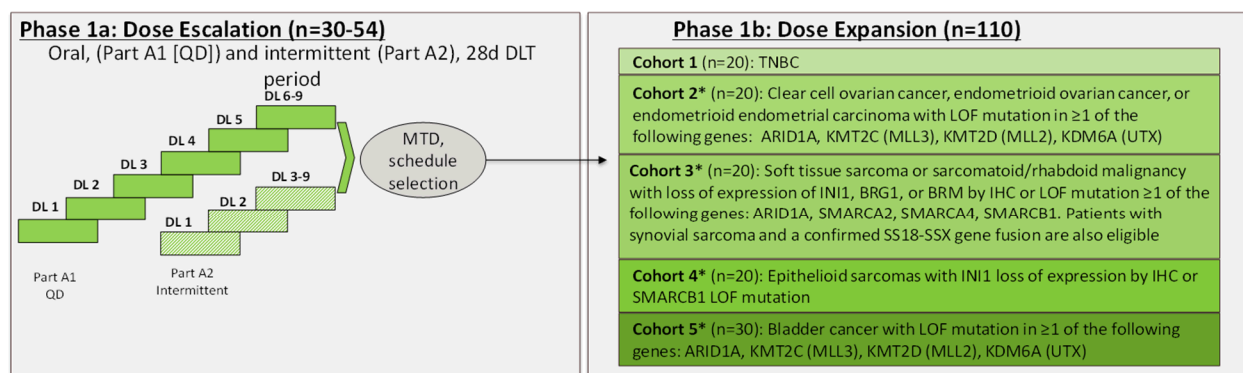 Phase 1a: Dose Escalation (n=30-54)
Oral, (Part A1 [QD]) and intermittent (Part A2), 28d DLT
period
DL 6-9
DL 5
DL 4
DL 3
DL 2
DL 1
DL 3-9
DL 2
DL 1
Part A1
QD
Part A2
Intermittent
MTD,
schedule
selection
Phase 1b: Dose Expansion (n=110)
Cohort 1 (n=20): TNBC
Cohort 2* (n=20): Clear cell ovarian cancer, endometrioid ovarian cancer, or
endometrioid endometrial carcinoma with LOF mutation in ≥1 of the
following genes: ARID1A, KMT2C (MLL3), KMT2D (MLL2), KDM6A (UTX)
Cohort 3* (n=20): Soft tissue sarcoma or sarcomatoid/rhabdoid malignancy
with loss of expression of INI1, BRG1, or BRM by IHC or LOF mutation ≥1 of the
following genes: ARID1A, SMARCA2, SMARCA4, SMARCB1. Patients with
synovial sarcoma and a confirmed SS18-SSX gene fusion are also eligible
Cohort 4* (n=20): Epithelioid sarcomas with INI1 loss of expression by IHC or
SMARCB1 LOF mutation
Cohort 5* (n=30): Bladder cancer with LOF mutation in ≥1 of the following
genes: ARID1A, KMT2C (MLL3), KMT2D (MLL2), KDM6A (UTX)